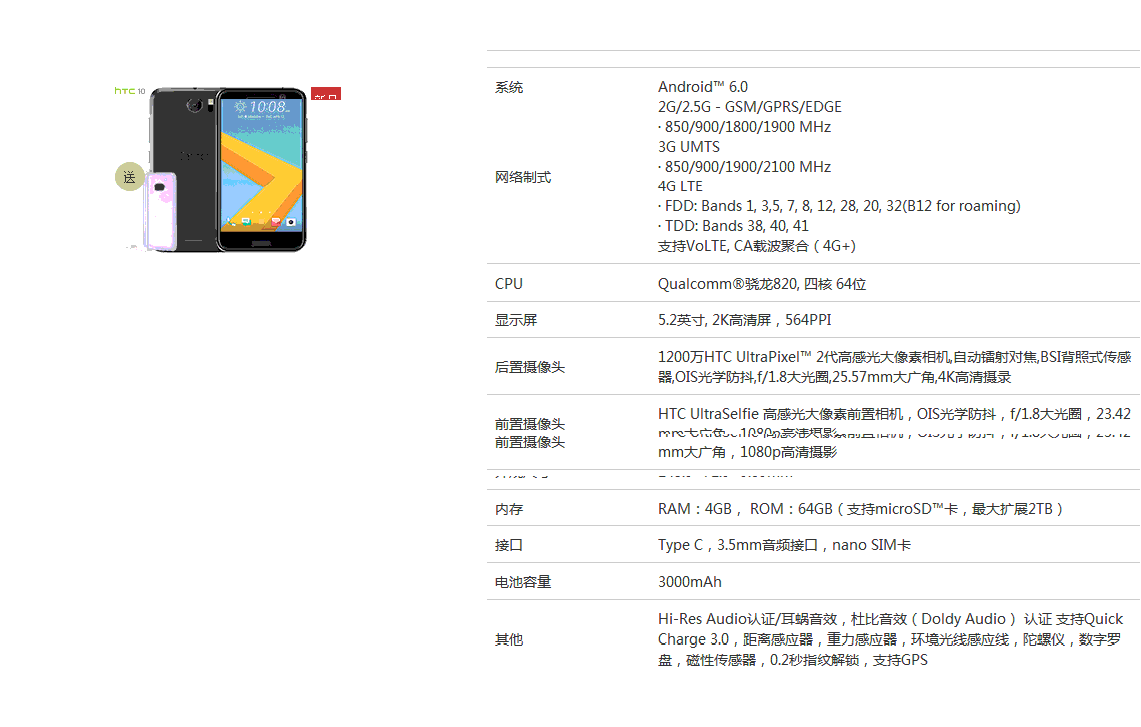 hTC 10
10:08
送
系统
Android™ 6.0
网络制式
2G/2.5G - GSM/GPRS/EDGE
· 850/900/1800/1900 MHz
3G UMTS
· 850/900/1900/2100 MHz
4G LTE
· FDD: Bands 1, 3,5, 7, 8, 12, 28, 20, 32(B12 for roaming)
· TDD: Bands 38, 40, 41
支持VoLTE, CA载波聚合（4G+)
CPU
Qualcomm®骁龙820, 四核 64位
显示屏
5.2英寸, 2K高清屏，564PPI
后置摄像头
1200万HTC UltraPixel™ 2代高感光大像素相机,自动镭射对焦,BSI背照式传感
器,OIS光学防抖,f/1.8大光圈,25.57mm大广角,4K高清摄录
前置摄像头
HTC UltraSelfie 高感光大像素前置相机，OIS光学防抖，f/1.8大光圈，23.42
前置摄像头
mm大广角，1080p高清摄影
内存
RAM：4GB， ROM：64GB（支持microSD™卡，最大扩展2TB）
接口
Type C，3.5mm音频接口，nano SIM卡
电池容量
3000mAh
其他
Hi-Res Audio认证/耳蜗音效，杜比音效（Doldy Audio） 认证 支持Quick
Charge 3.0，距离感应器，重力感应器，环境光线感应线，陀螺仪，数字罗
盘，磁性传感器，0.2秒指纹解锁，支持GPS